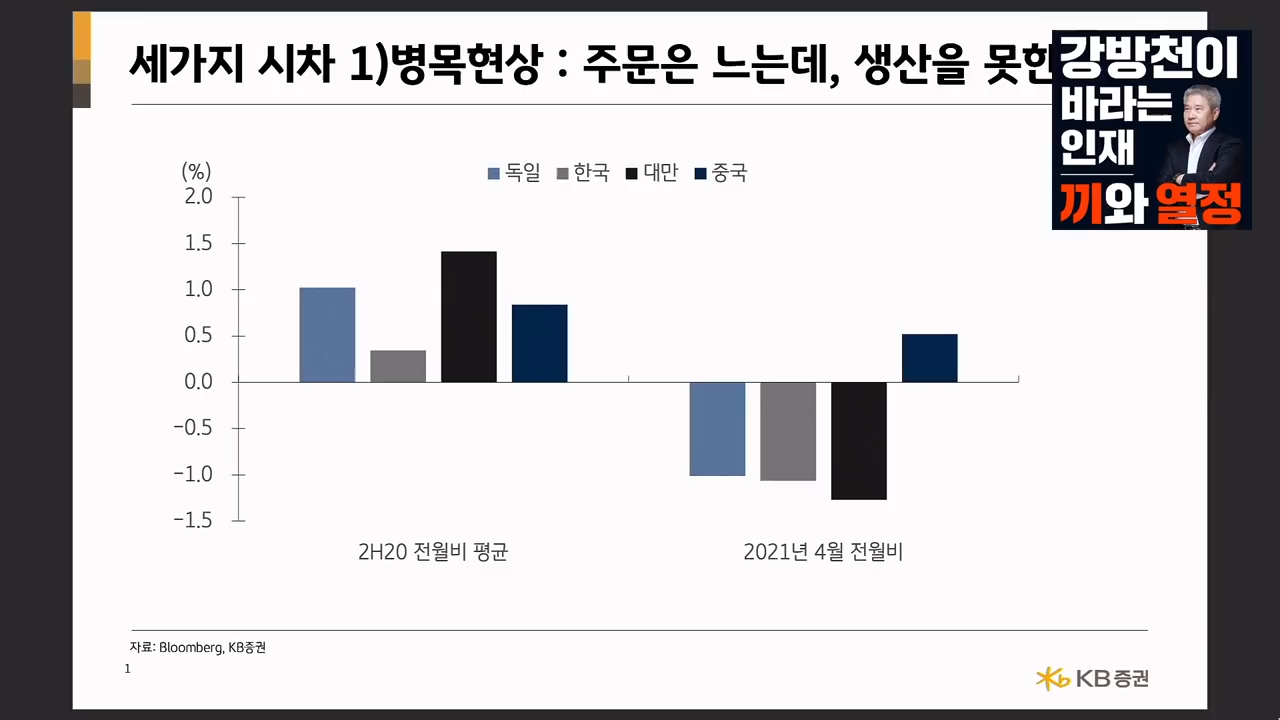 세가지 시차 1)병목현상 : 주문은 느는데, 생산을 못한
강방천이
바라는
인재
끼와 열정
(%)
독일 한국 대만 중국
2.0
1.5
1.0
0.5
0.0
-0.5
-1.0
-1.5
2H20 전월비 평균 2021년 4월 전월비
자료: Bloomberg, KB증권
1
KB증권